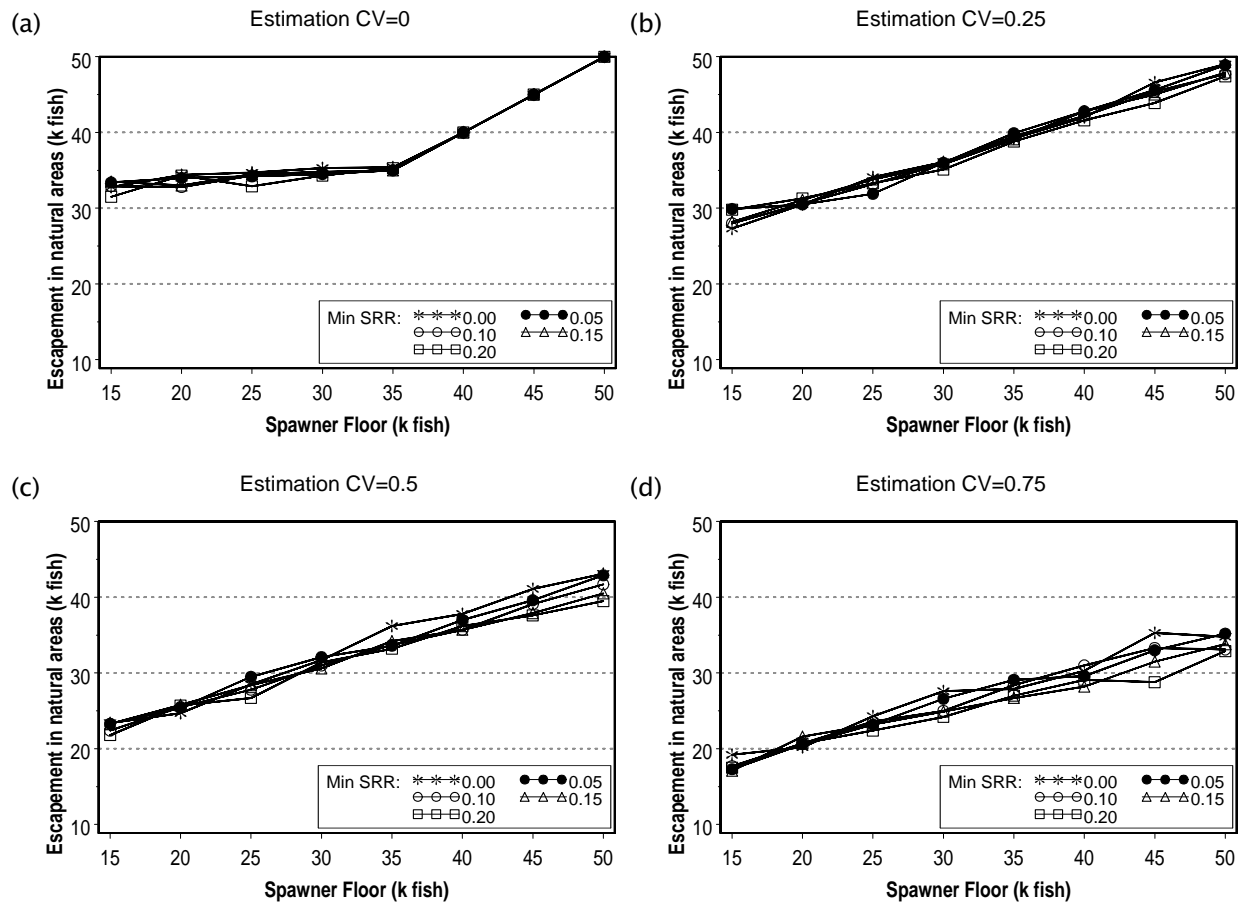 (a)
Estimation CV=0
Escapement in natural areas (k fish)
50
40
30
20
10
Min SRR: 0.00 0.05
0.10 0.15
0.20
15 20 25 30 35 40 45 50
Spawner Floor (k fish)
(b)
Estimation CV=0.25
Escapement in natural areas (k fish)
50
40
30
20
10
Min SRR: 0.00 0.05
0.10 0.15
0.20
15 20 25 30 35 40 45 50
Spawner Floor (k fish)
(c)
Estimation CV=0.5
Escapement in natural areas (k fish)
50
40
30
20
10
Min SRR: 0.00 0.05
0.10 0.15
0.20
15 20 25 30 35 40 45 50
Spawner Floor (k fish)
(d)
Estimation CV=0.75
Escapement in natural areas (k fish)
50
40
30
20
10
Min SRR: 0.00 0.05
0.10 0.15
0.20
15 20 25 30 35 40 45 50
Spawner Floor (k fish)